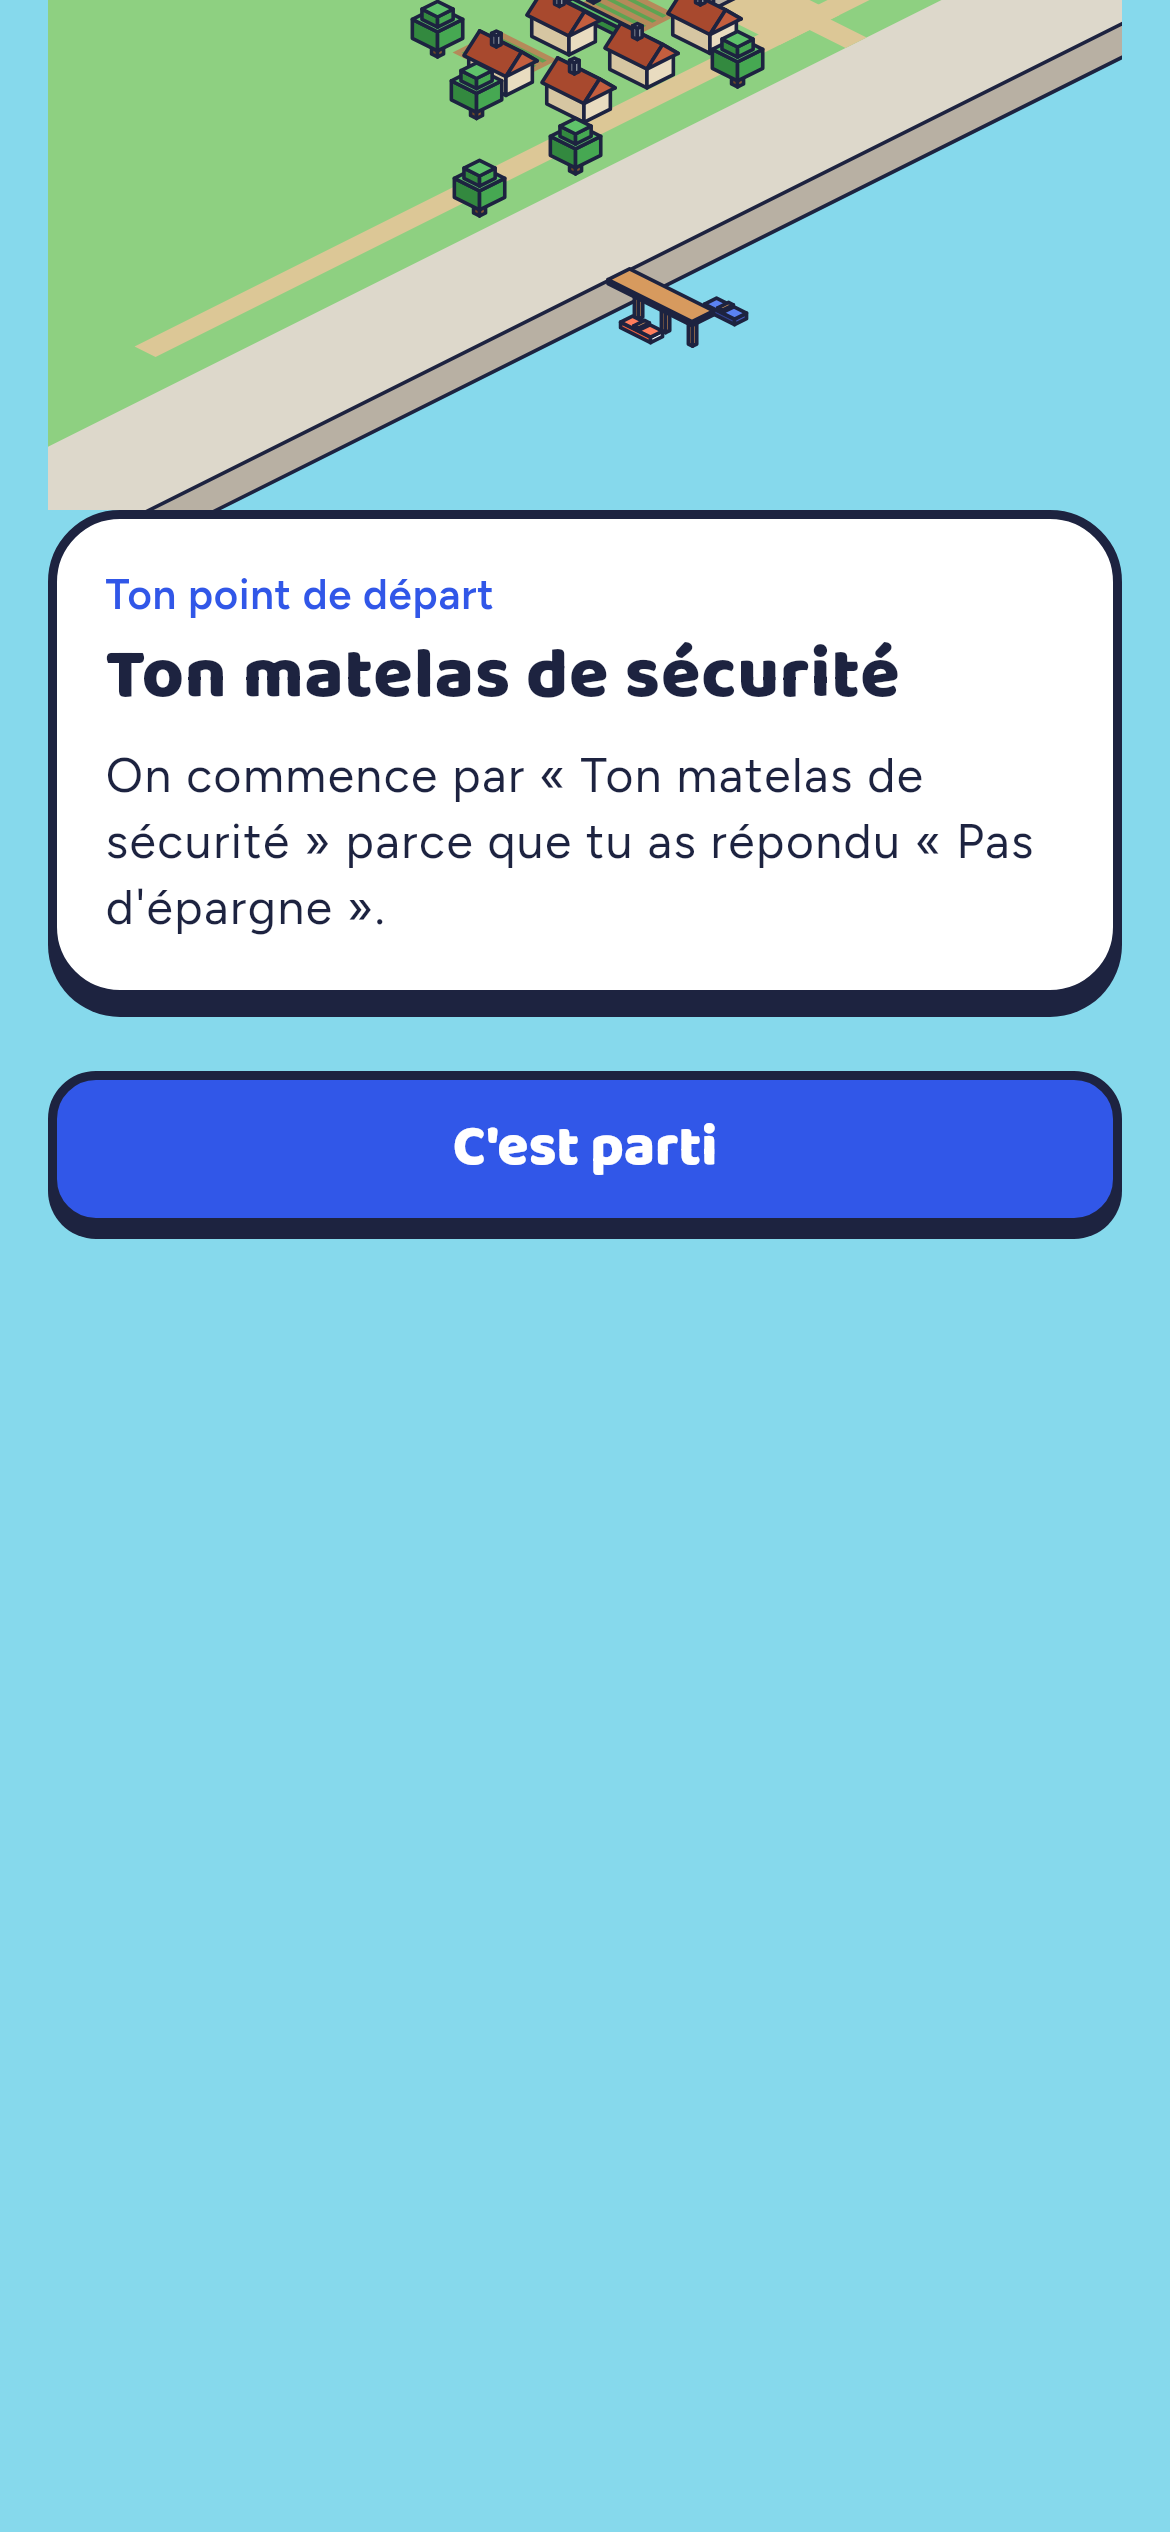 Ton point de départ
Ton matelas de sécurité
On commence par « Ton matelas de
sécurité » parce que tu as répondu « Pas
d'épargne ».
C'est parti